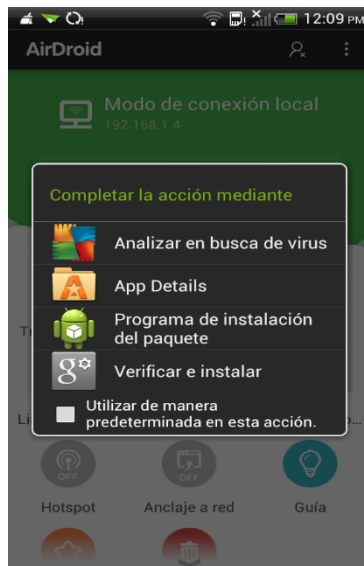 12:09 PM
AirDroid
Modo de conexión local
192.168.1.4
Completar la acción mediante
Analizar en busca de virus
App Details
Programa de instalación
del paquete
Verificar e instalar
Utilizar de manera
predeterminada en esta acción.
OFF
OFF
Hotspot
Anclaje a red
Guía